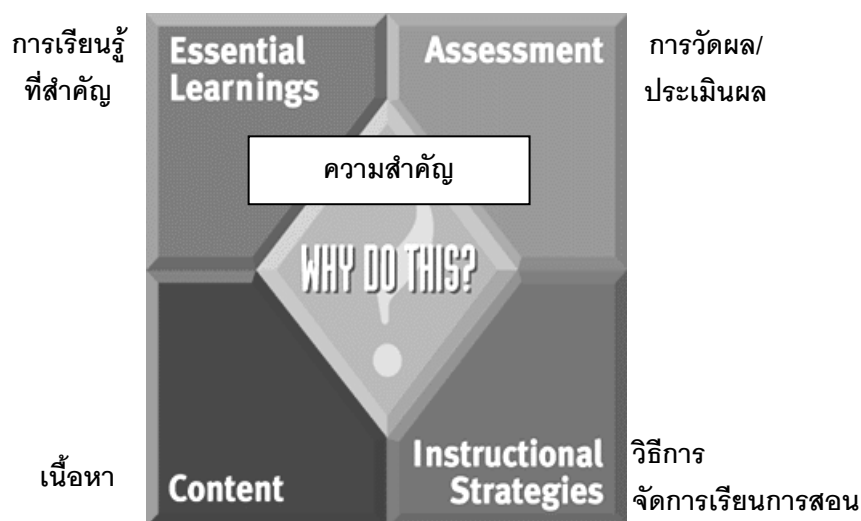 การเรียนรู้
ที่สำคัญ
Essential
Learnings
Assessment
การวัดผล/
ประเมินผล
ความสำคัญ
WHY DO THIS?
เนื้อหา
Content
Instructional
Strategies
วิธีการ
จัดการเรียนการสอน